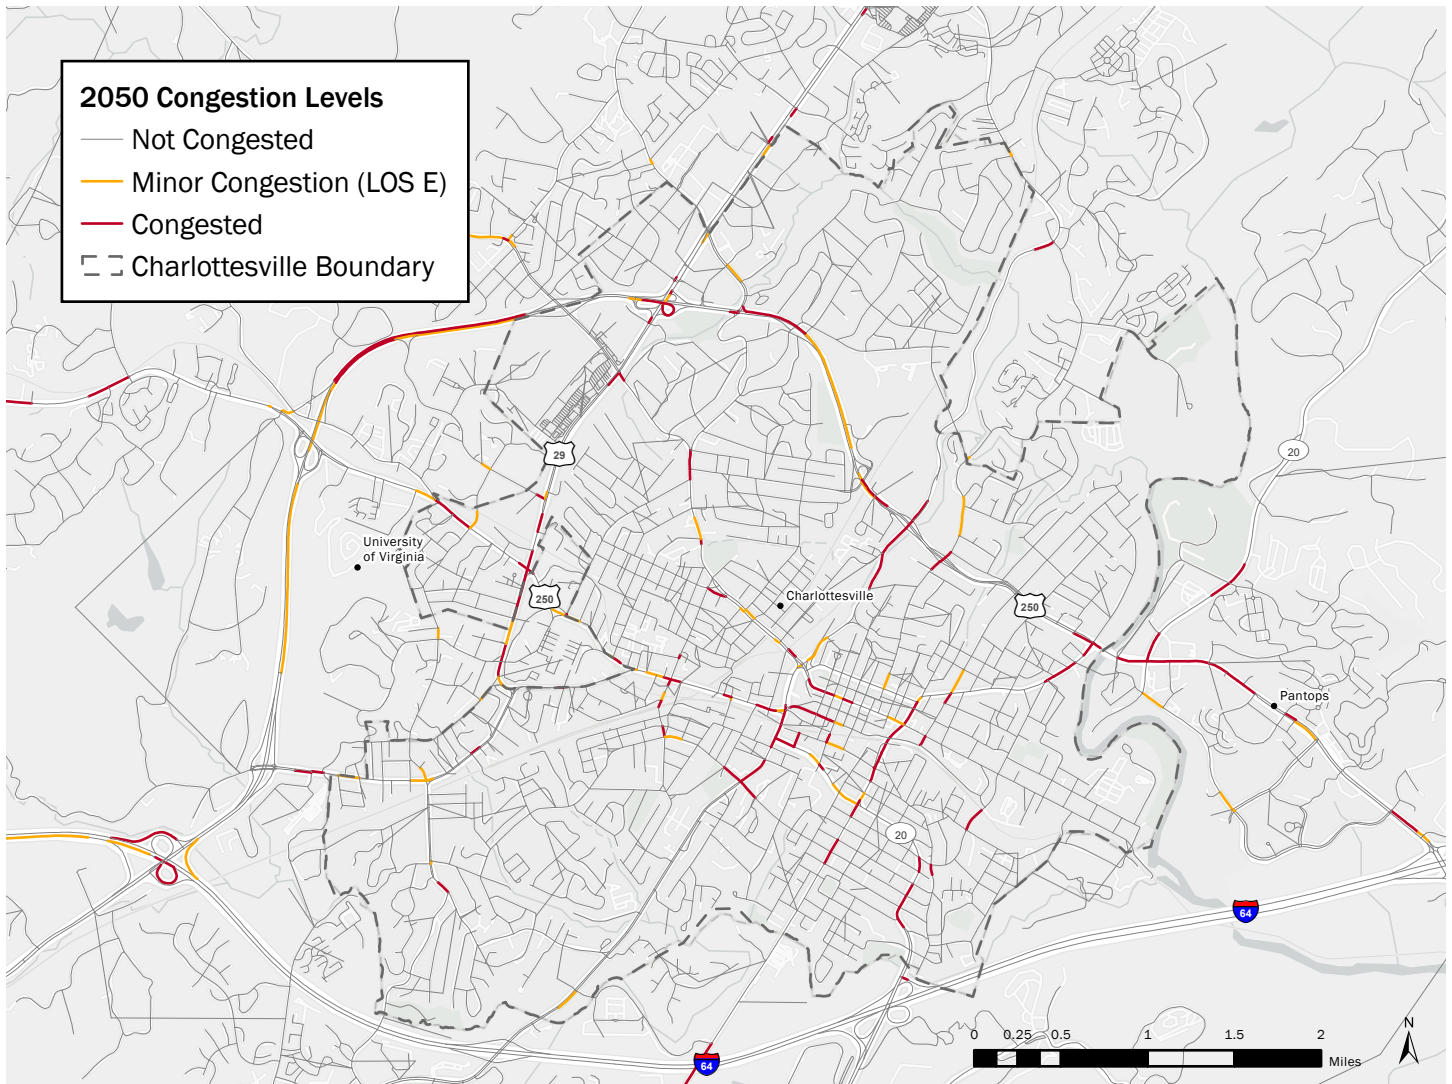 2050 Congestion Levels
Not Congested
Minor Congestion (LOS E)
Congested
Charlottesville Boundary
29
20
University
of Virginia
250
Charlottesville
250
Pantops
20
64
64
N
0 0.25 0.5 1 1.5 2
Miles